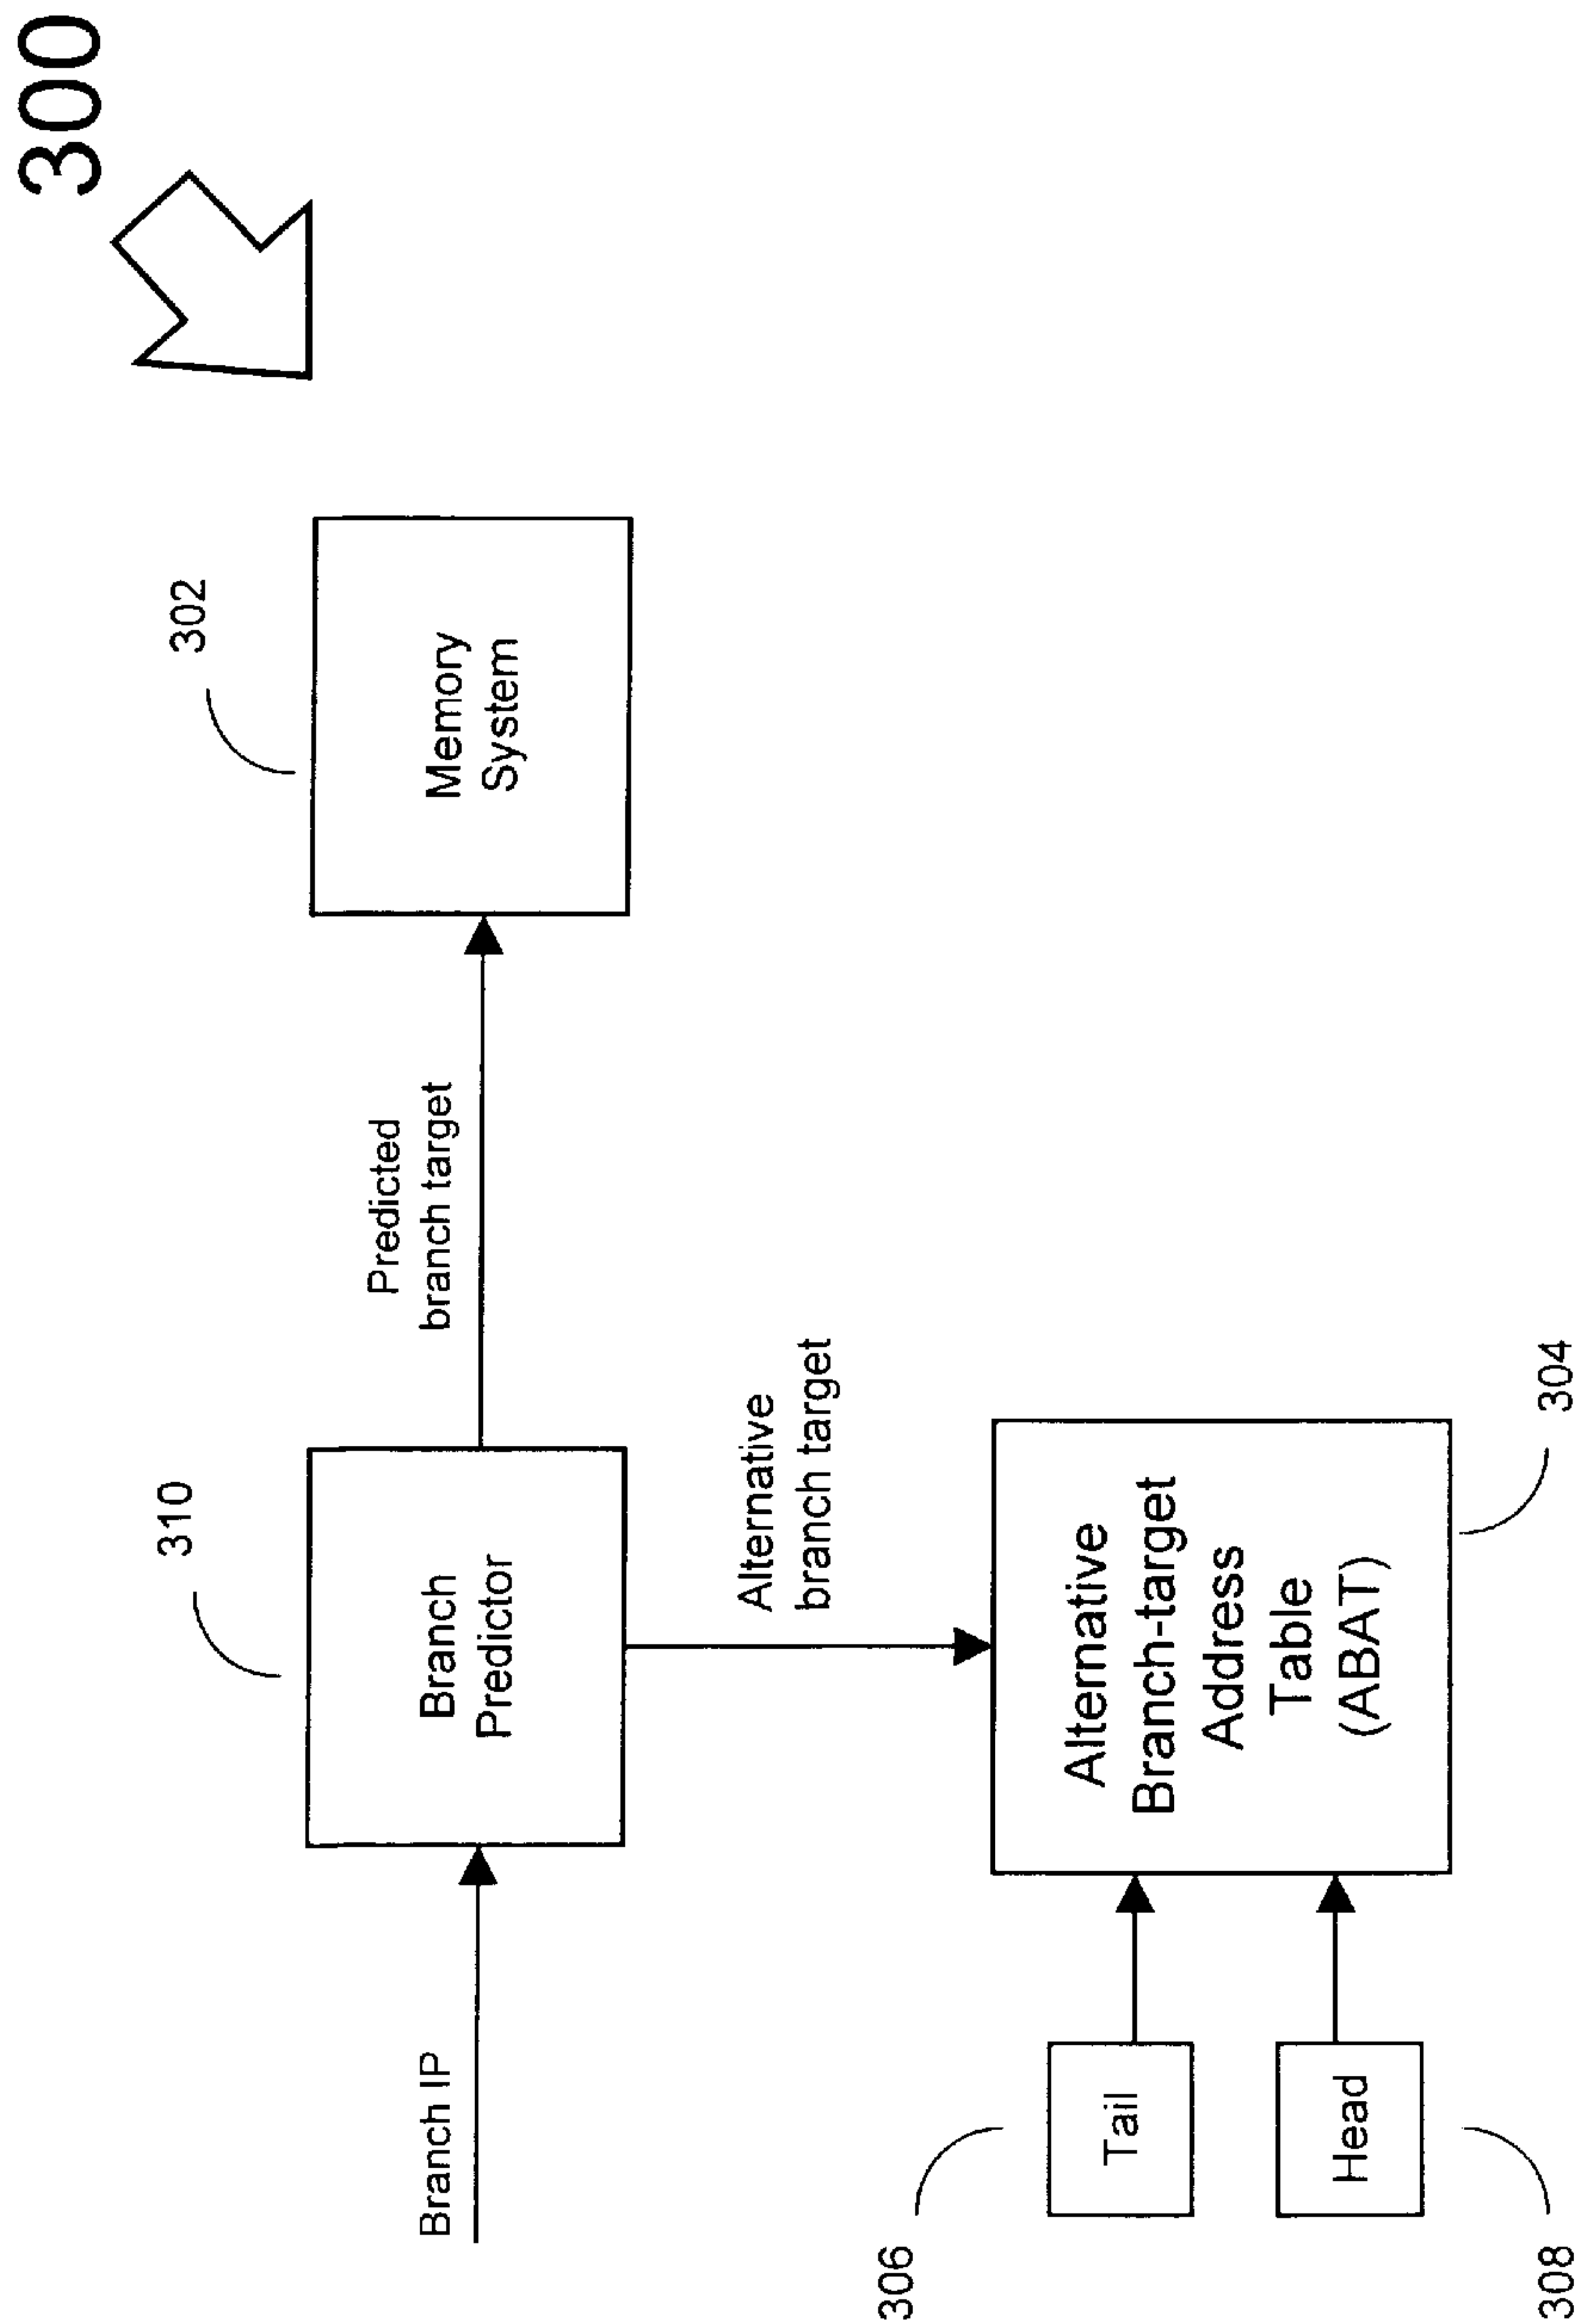 300
310
302
Branch IP
Branch
Predictor
Predicted
branch target
Memory
System
Alternative
branch target
306
Tail
308
Head
Alternative
Branch-target
Address
Table
(ABAT)
304